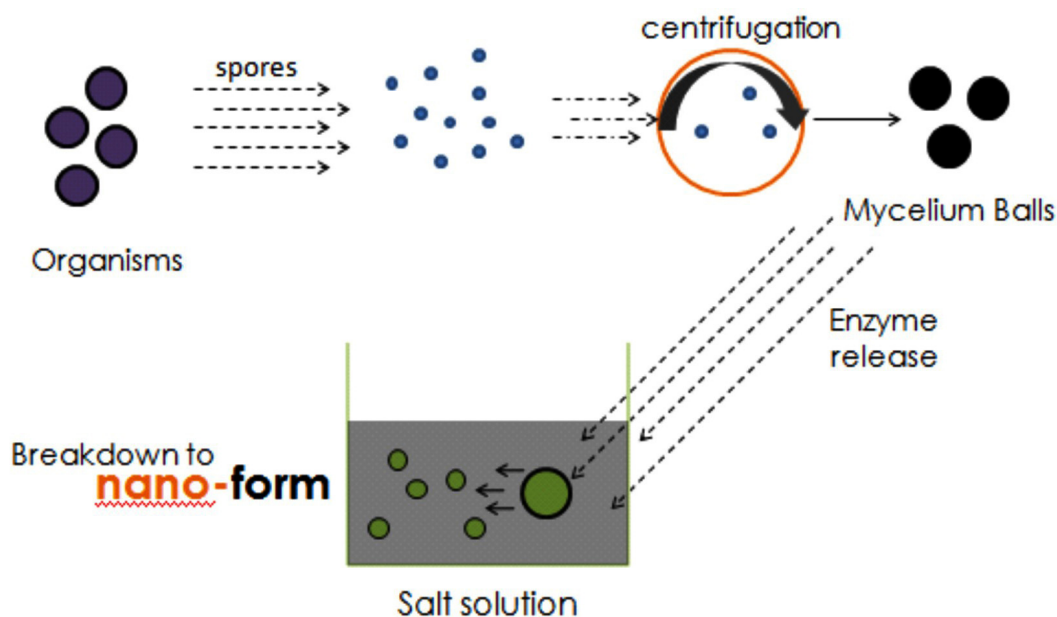 centrifugation
spores
Mycelium Balls
Organisms
Enzyme
release
Breakdown to
nano-form
Salt solution